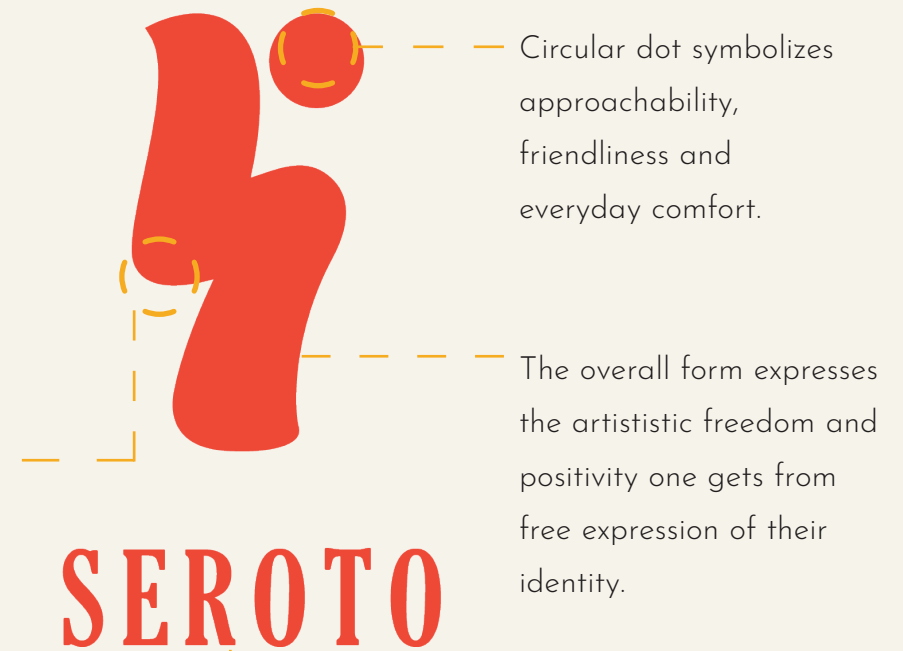 Circular dot symbolizes
approachability,
friendliness and
everyday comfort.
The overall form expresses
the artististic freedom and
positivity one gets from
free expression of their
identity.
SEROTO